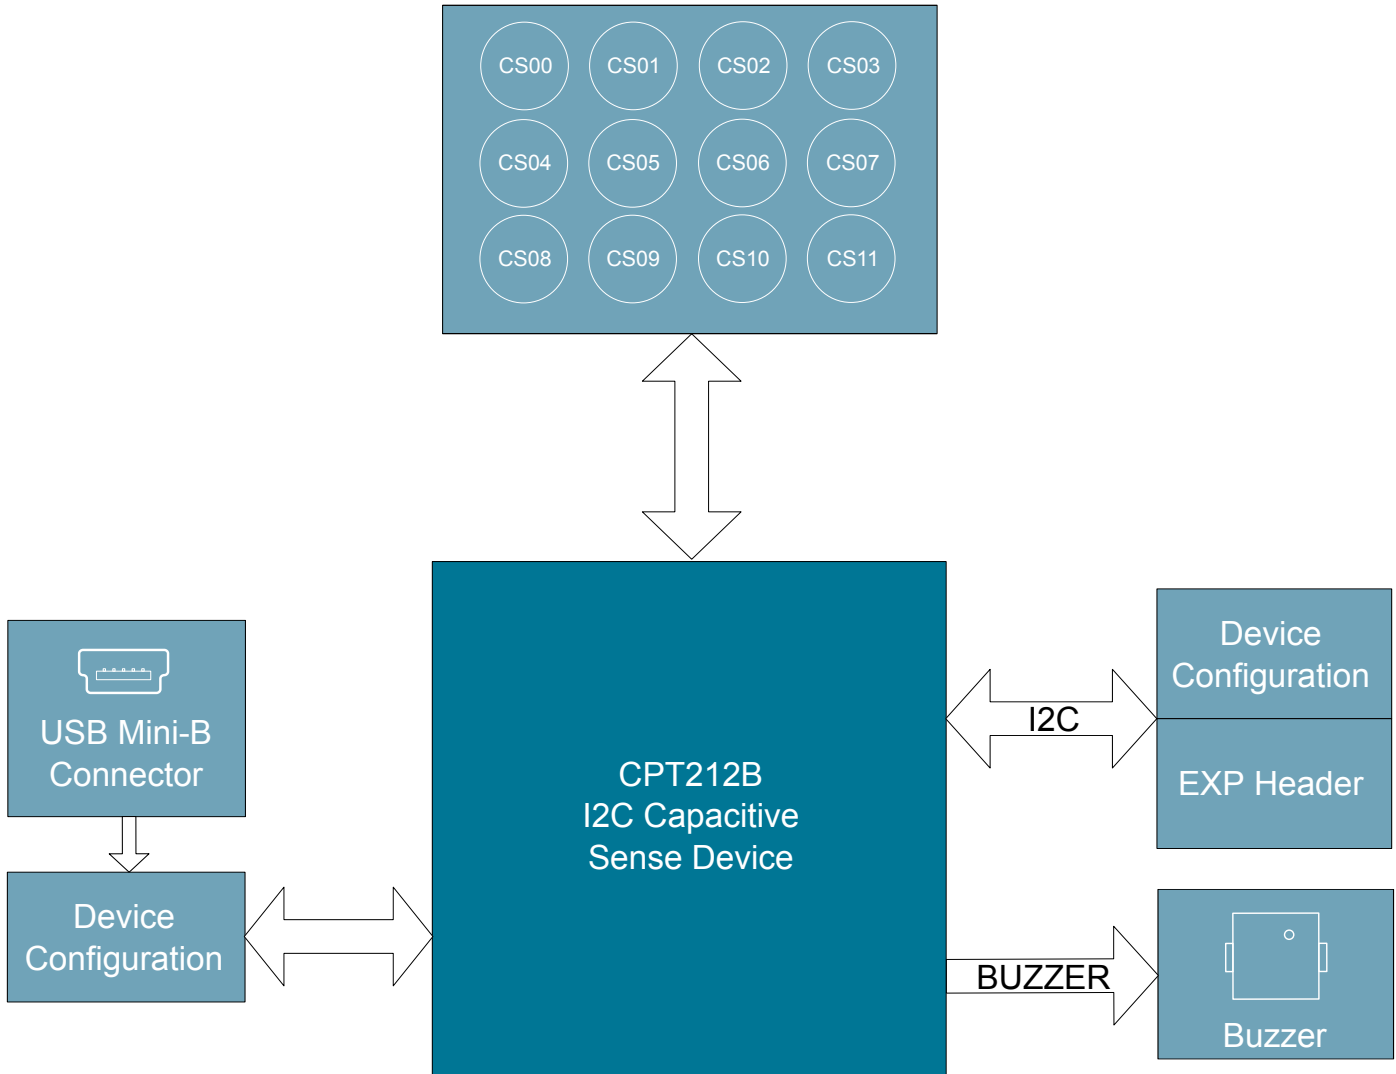 CS00 CS01 CS02 CS03
CS04 CS05 CS06 CS07
CS08 CS09 CS10 CS11
USB Mini-B
Connector
Device
Configuration
CPT212B
I2C Capacitive
Sense Device
I2C
Device
Configuration
EXP Header
BUZZER
Buzzer